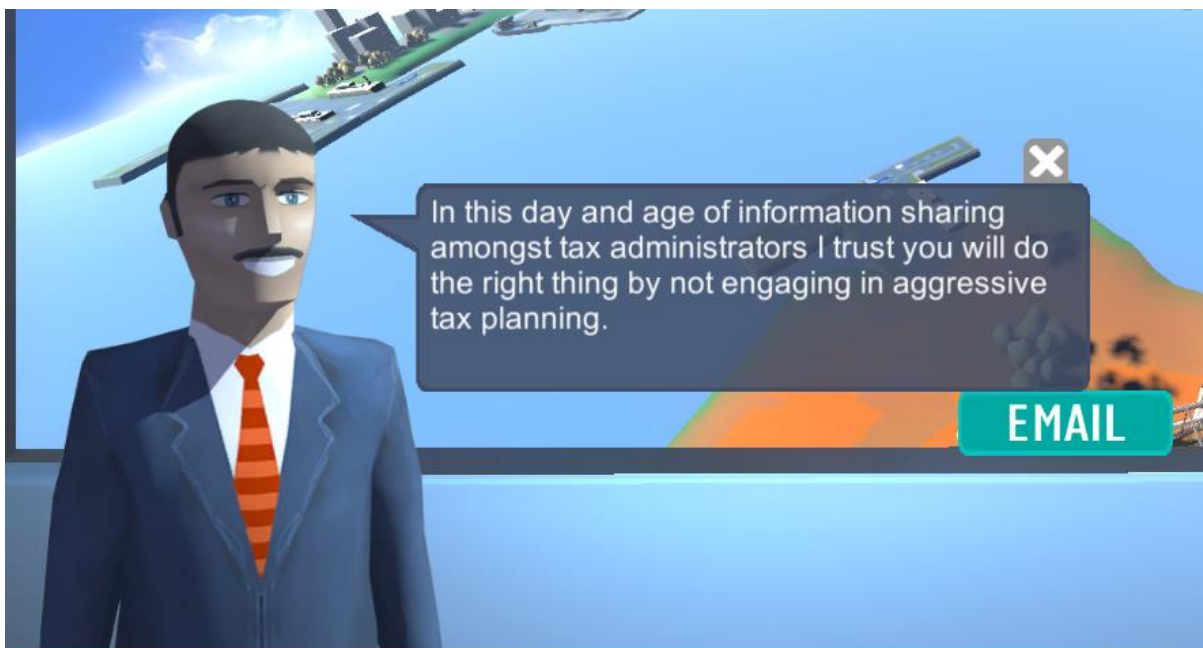 In this day and age of information sharing
amongst tax administrators I trust you will do
the right thing by not engaging in aggressive
tax planning.
EMAIL